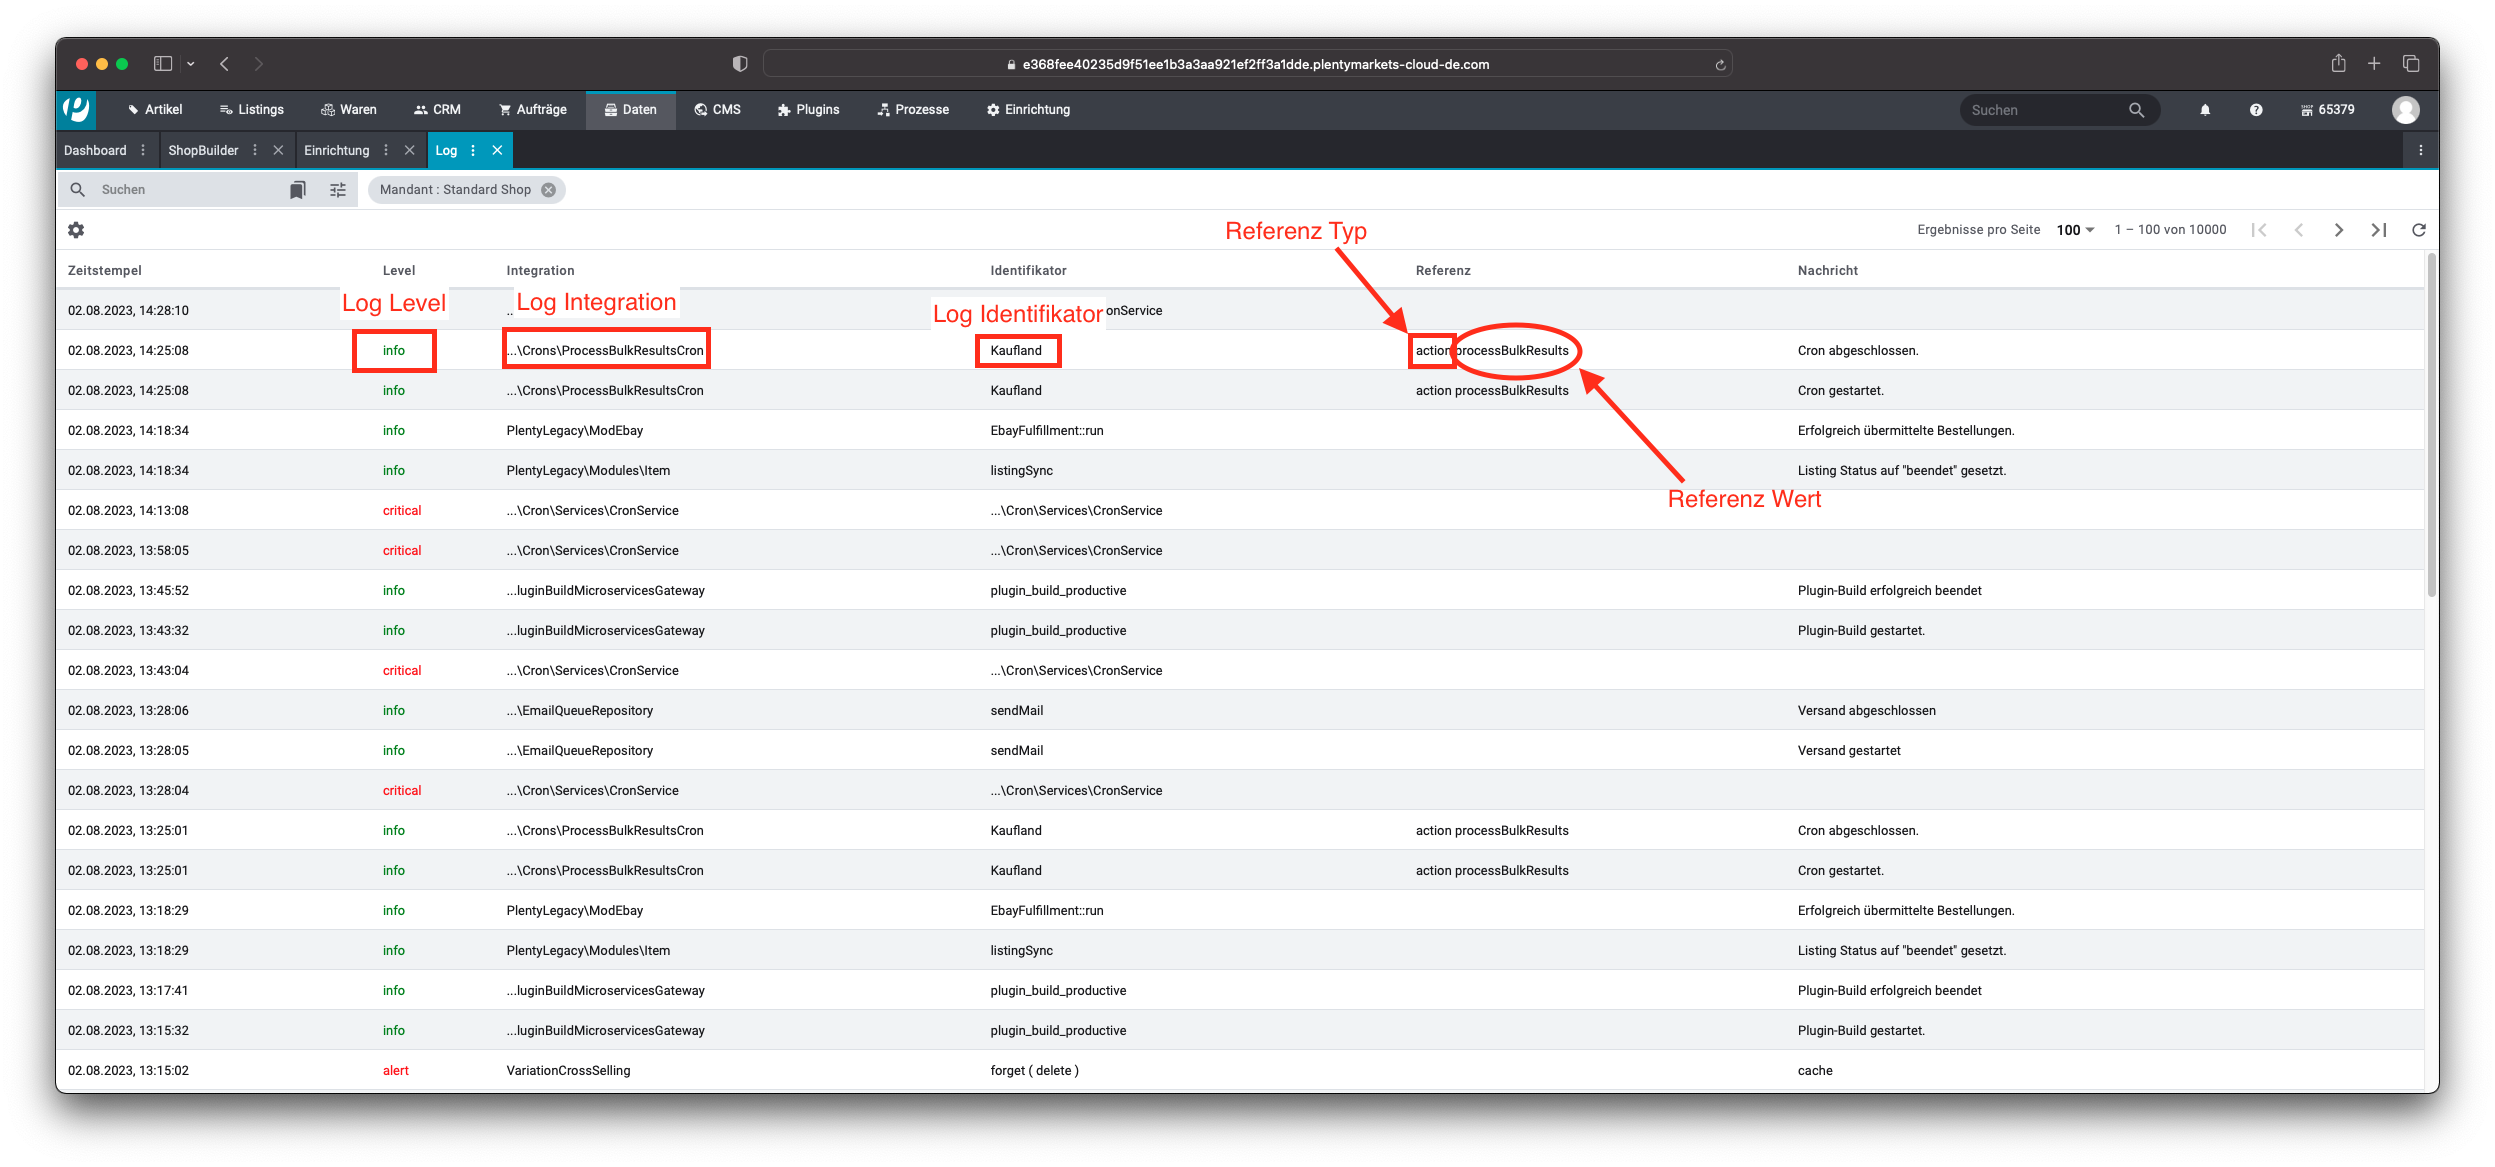 e368fee40235d9f51ee1b3a3aa921ef2ff3a1dde.plentymarkets-cloud-de.com
Artikel Listings Waren CRM Aufträge Daten CMS Plugins Prozesse Einrichtung Suchen SHOP 65379
Dashboard ShopBuilder Einrichtung Log
Suchen Mandant : Standard Shop
Referenz Typ
Ergebnisse pro Seite 100 1 – 100 von 10000
Zeitstempel Level Integration Identifikator Referenz Nachricht
Log Level Log Integration Log Identifikator
02.08.2023, 14:28:10 .. onService
02.08.2023, 14:25:08 info ...\Crons\ProcessBulkResultsCron Kaufland action processBulkResults Cron abgeschlossen.
02.08.2023, 14:25:08 info ...\Crons\ProcessBulkResultsCron Kaufland action processBulkResults Cron gestartet.
02.08.2023, 14:18:34 info PlentyLegacy\ModEbay EbayFulfillment::run Erfolgreich übermittelte Bestellungen.
02.08.2023, 14:18:34 info PlentyLegacy\Modules\Item listingSync Listing Status auf "beendet" gesetzt.
Referenz Wert
02.08.2023, 14:13:08 critical ...\Cron\Services\CronService ...\Cron\Services\CronService
02.08.2023, 13:58:05 critical ...\Cron\Services\CronService ...\Cron\Services\CronService
02.08.2023, 13:45:52 info ...luginBuildMicroservicesGateway plugin_build_productive Plugin-Build erfolgreich beendet
02.08.2023, 13:43:32 info ...luginBuildMicroservicesGateway plugin_build_productive Plugin-Build gestartet.
02.08.2023, 13:43:04 critical ...\Cron\Services\CronService ...\Cron\Services\CronService
02.08.2023, 13:28:06 info ...\EmailQueueRepository sendMail Versand abgeschlossen
02.08.2023, 13:28:05 info ...\EmailQueueRepository sendMail Versand gestartet
02.08.2023, 13:28:04 critical ...\Cron\Services\CronService ...\Cron\Services\CronService
02.08.2023, 13:25:01 info ...\Crons\ProcessBulkResultsCron Kaufland action processBulkResults Cron abgeschlossen.
02.08.2023, 13:25:01 info ...\Crons\ProcessBulkResultsCron Kaufland action processBulkResults Cron gestartet.
02.08.2023, 13:18:29 info PlentyLegacy\ModEbay EbayFulfillment::run Erfolgreich übermittelte Bestellungen.
02.08.2023, 13:18:29 info PlentyLegacy\Modules\Item listingSync Listing Status auf "beendet" gesetzt.
02.08.2023, 13:17:41 info ...luginBuildMicroservicesGateway plugin_build_productive Plugin-Build erfolgreich beendet
02.08.2023, 13:15:32 info ...luginBuildMicroservicesGateway plugin_build_productive Plugin-Build gestartet.
02.08.2023, 13:15:02 alert VariationCrossSelling forget ( delete ) cache